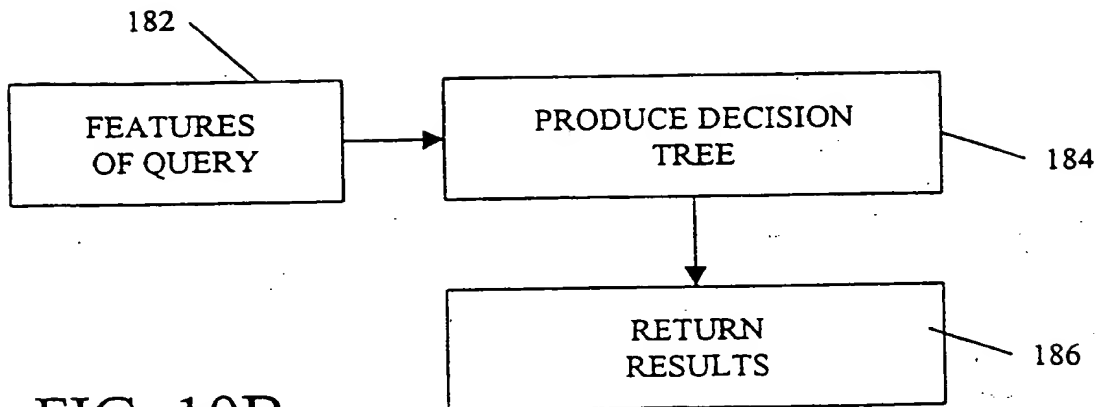 182
FEATURES
OF QUERY
PRODUCE DECISION
TREE
184
RETURN
RESULTS
186
FIG. 10B